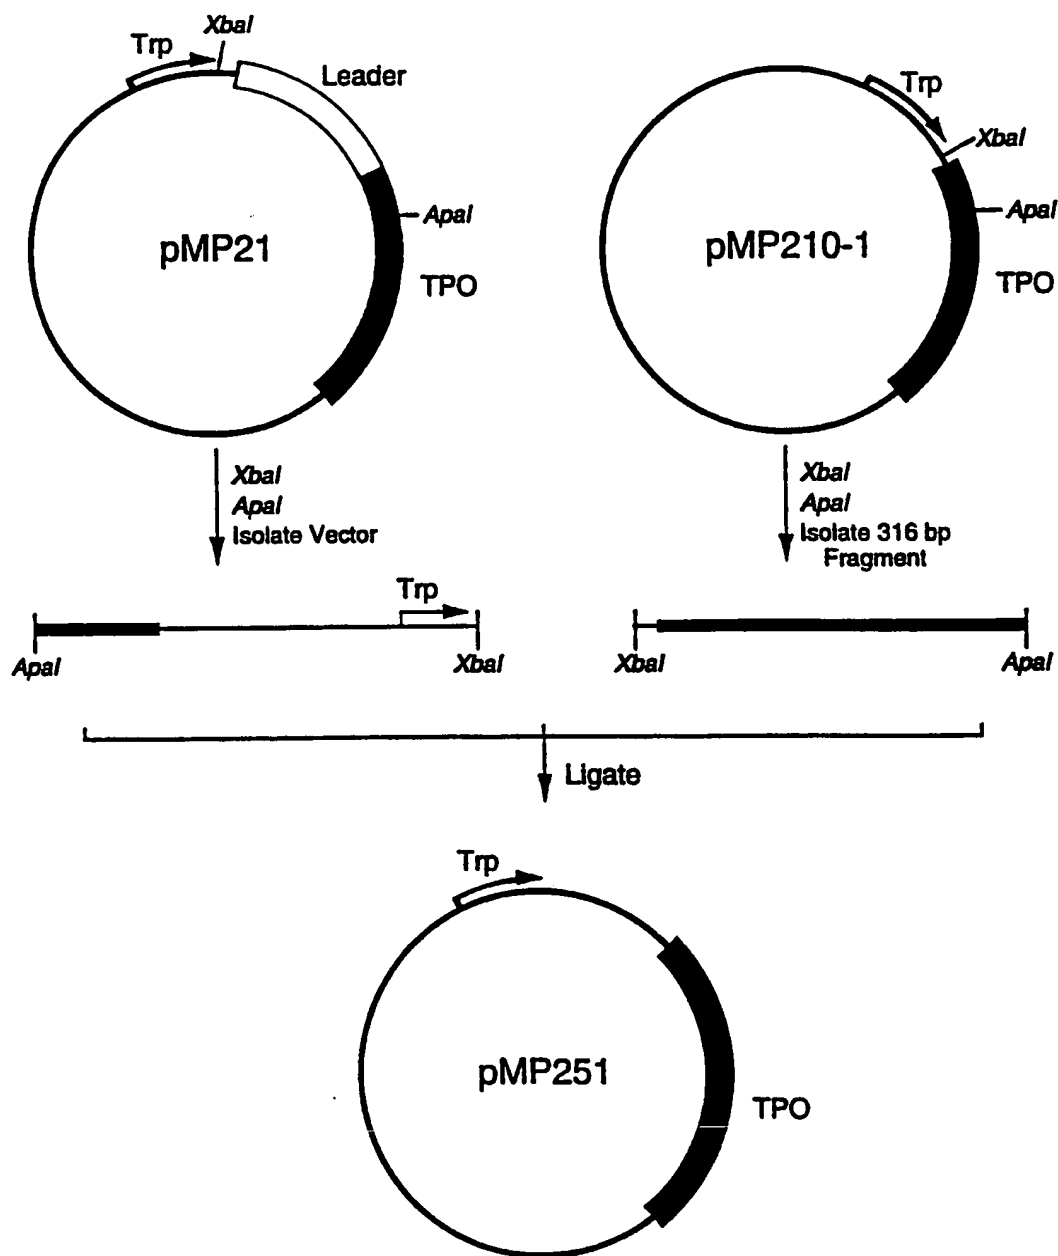 XbaI
Trp
Leader
ApaI
pMP21
TPO
Trp
XbaI
ApaI
pMP210-1
TPO
XbaI
ApaI
Isolate Vector
XbaI
ApaI
Isolate 316 bp
Fragment
Trp
ApaI
XbaI
XbaI
ApaI
Ligate
Trp
pMP251
TPO